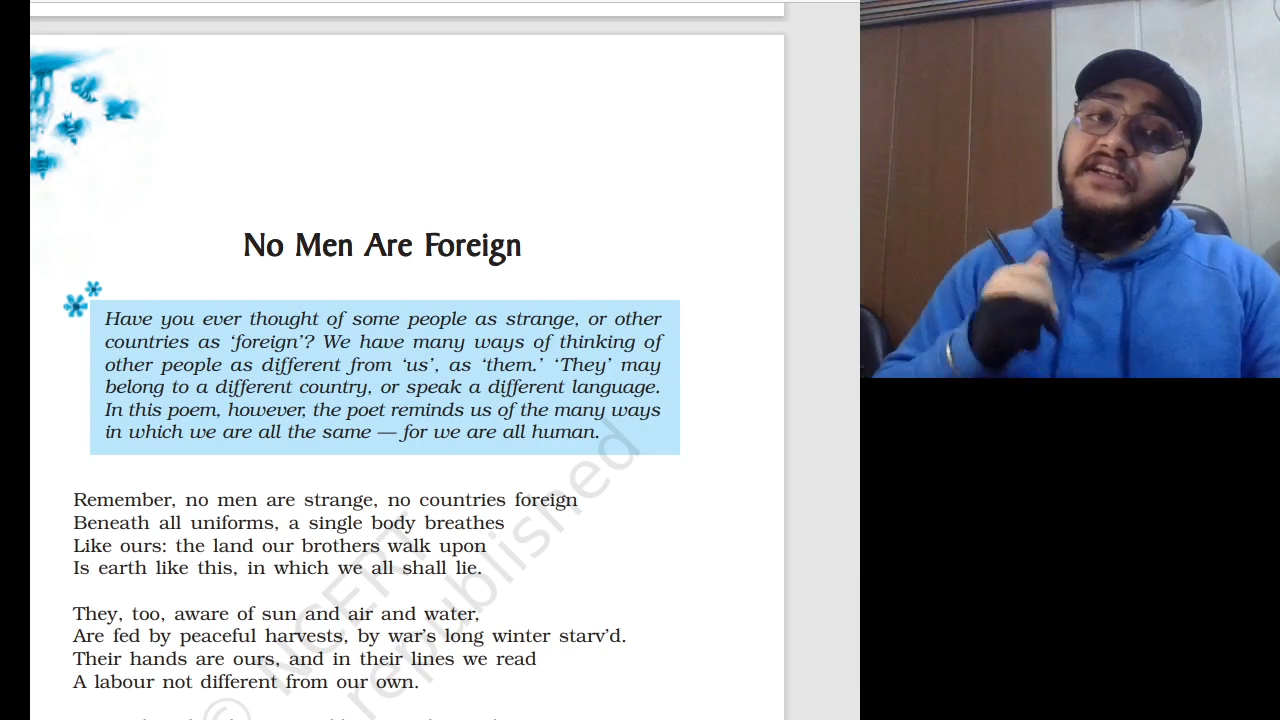 No Men Are Foreign
Have you ever thought of some people as strange, or other
countries as ‘foreign’? We have many ways of thinking of
other people as different from ‘us’, as ‘them.’ ‘They’ may
belong to a different country, or speak a different language.
In this poem, however, the poet reminds us of the many ways
in which we are all the same — for we are all human.
Remember, no men are strange, no countries foreign
Beneath all uniforms, a single body breathes
Like ours: the land our brothers walk upon
Is earth like this, in which we all shall lie.
They, too, aware of sun and air and water,
Are fed by peaceful harvests, by war’s long winter starv’d.
Their hands are ours, and in their lines we read
A labour not different from our own.
© NCERT
republished